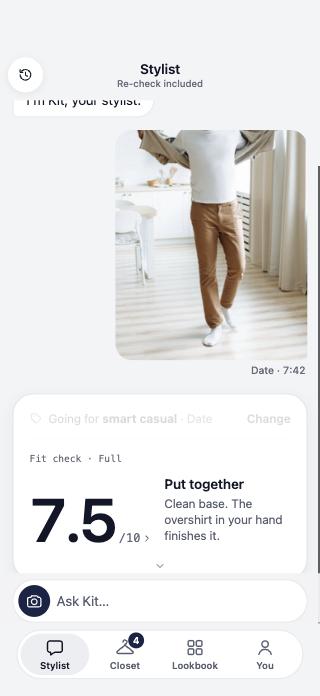 Stylist
Re-check included
I'm Kit, your stylist.
Date · 7:42
Going for smart casual · Date Change
Fit check · Full
7.5 /10 ›
Put together
Clean base. The
overshirt in your hand
finishes it.
Ask Kit...
4
Stylist Closet Lookbook You